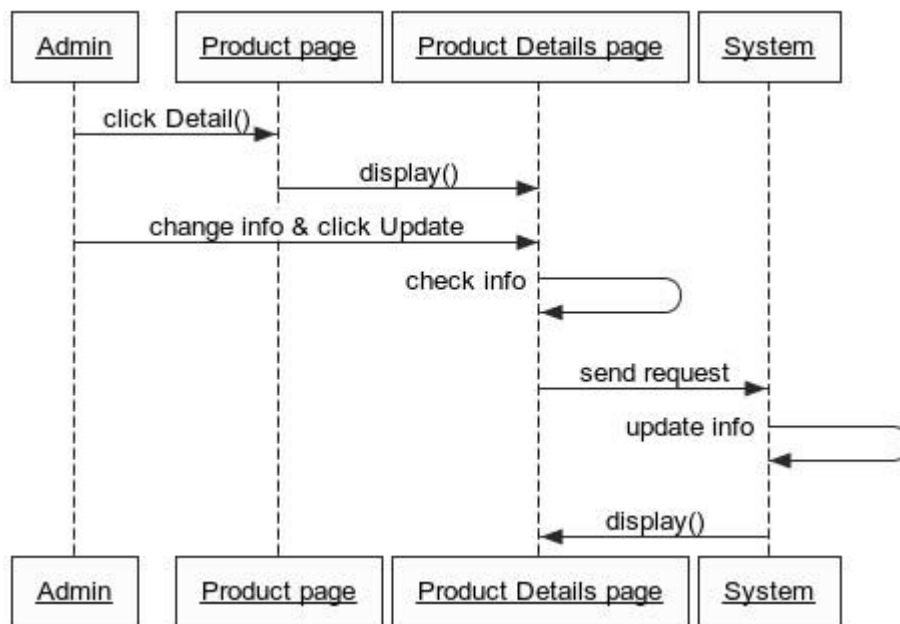 Admin
Product page
Product Details page
System
click Detail()
display()
change info & click Update
check info
send request
update info
display()
Admin
Product page
Product Details page
System